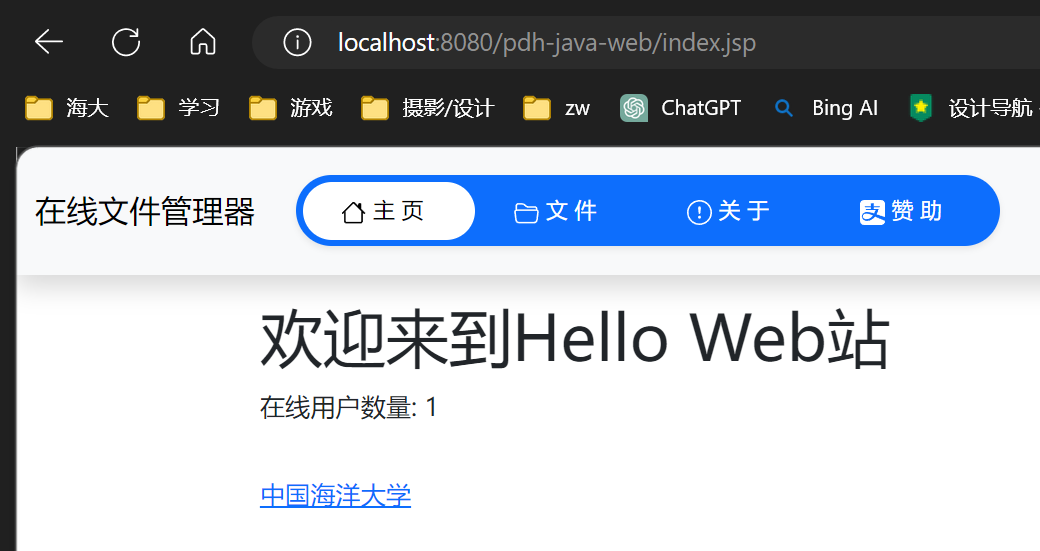 localhost:8080/pdh-java-web/index.jsp
海大 学习 游戏 摄影/设计 zw ChatGPT Bing AI 设计导航
在线文件管理器 主页 文件 关于 支 赞助
欢迎来到Hello Web站
在线用户数量: 1
中国海洋大学